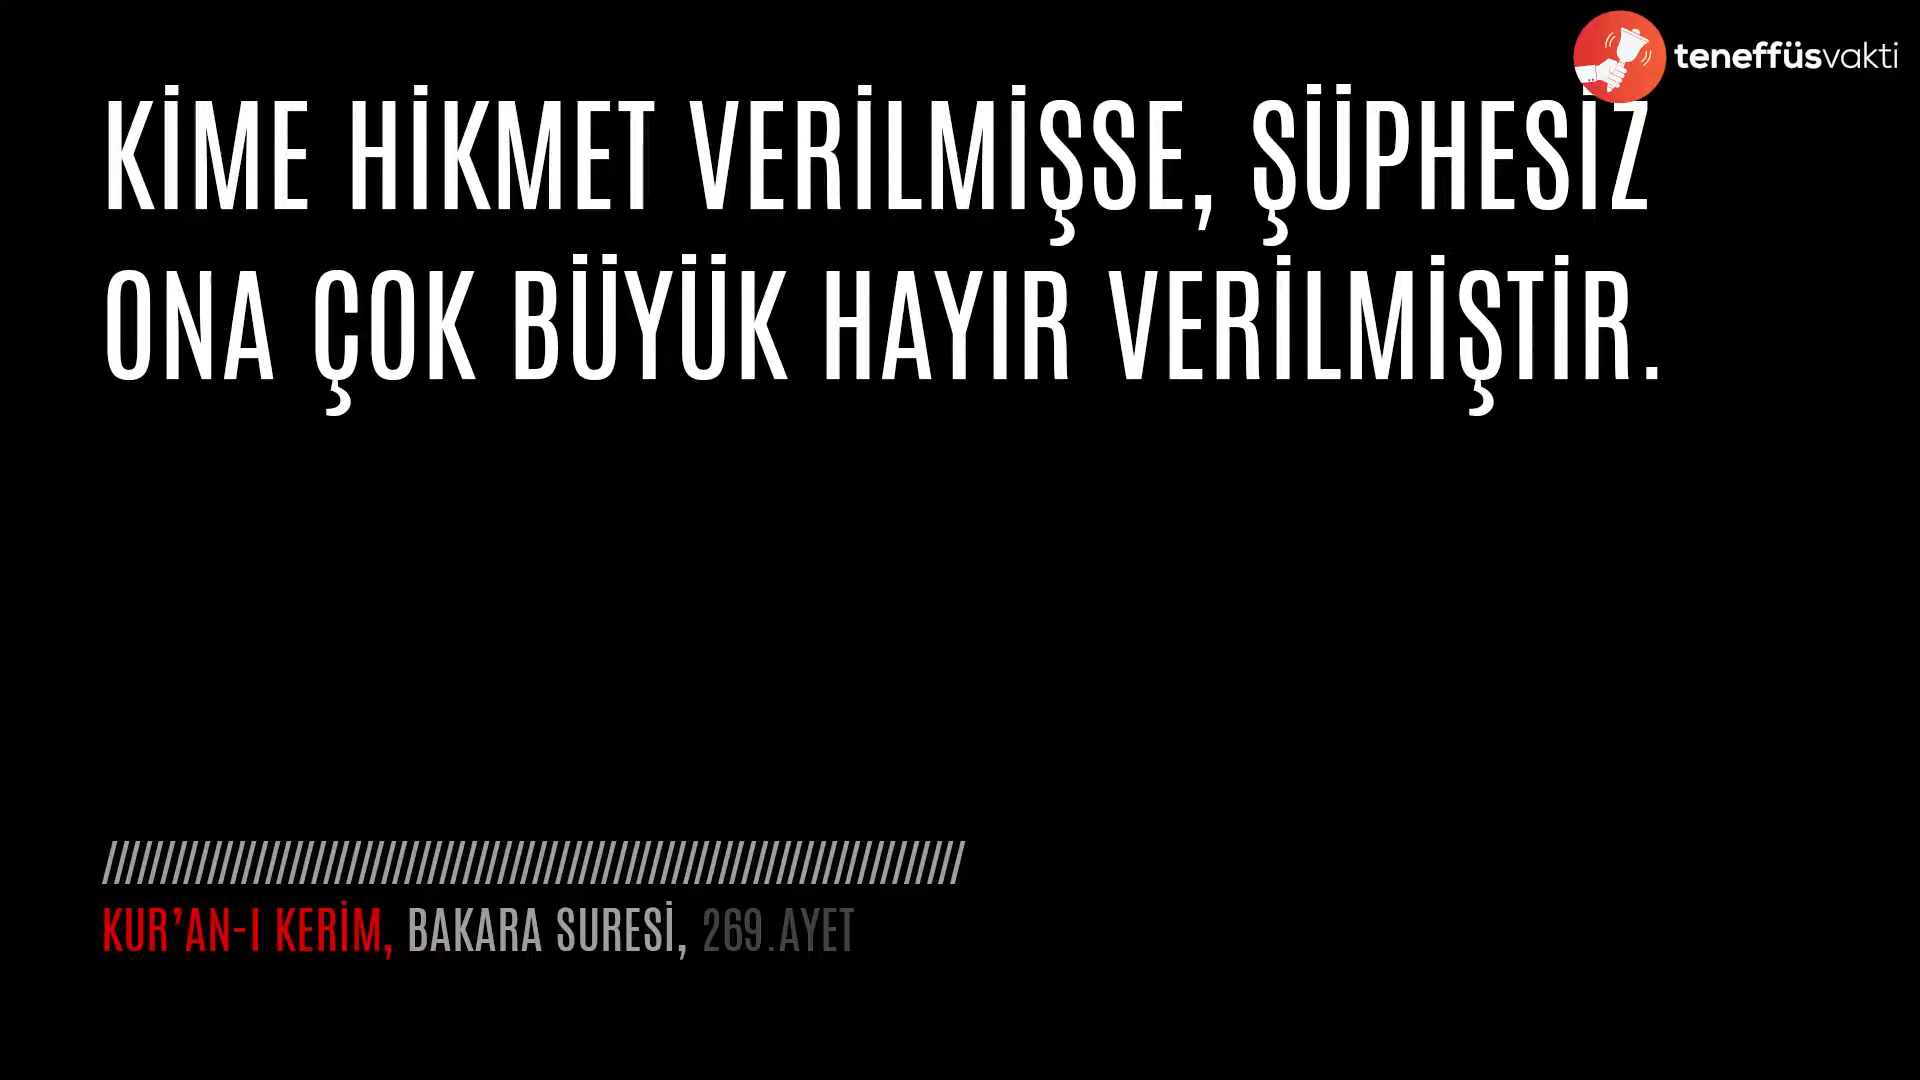 teneffüsvakti
KİME HİKMET VERİLMİŞSE, ŞÜPHESİZ
ONA ÇOK BÜYÜK HAYIR VERİLMİŞTİR.
////////////////////////////////////////////////////////////////////////////
KUR’AN-I KERİM, BAKARA SURESİ, 269.AYET